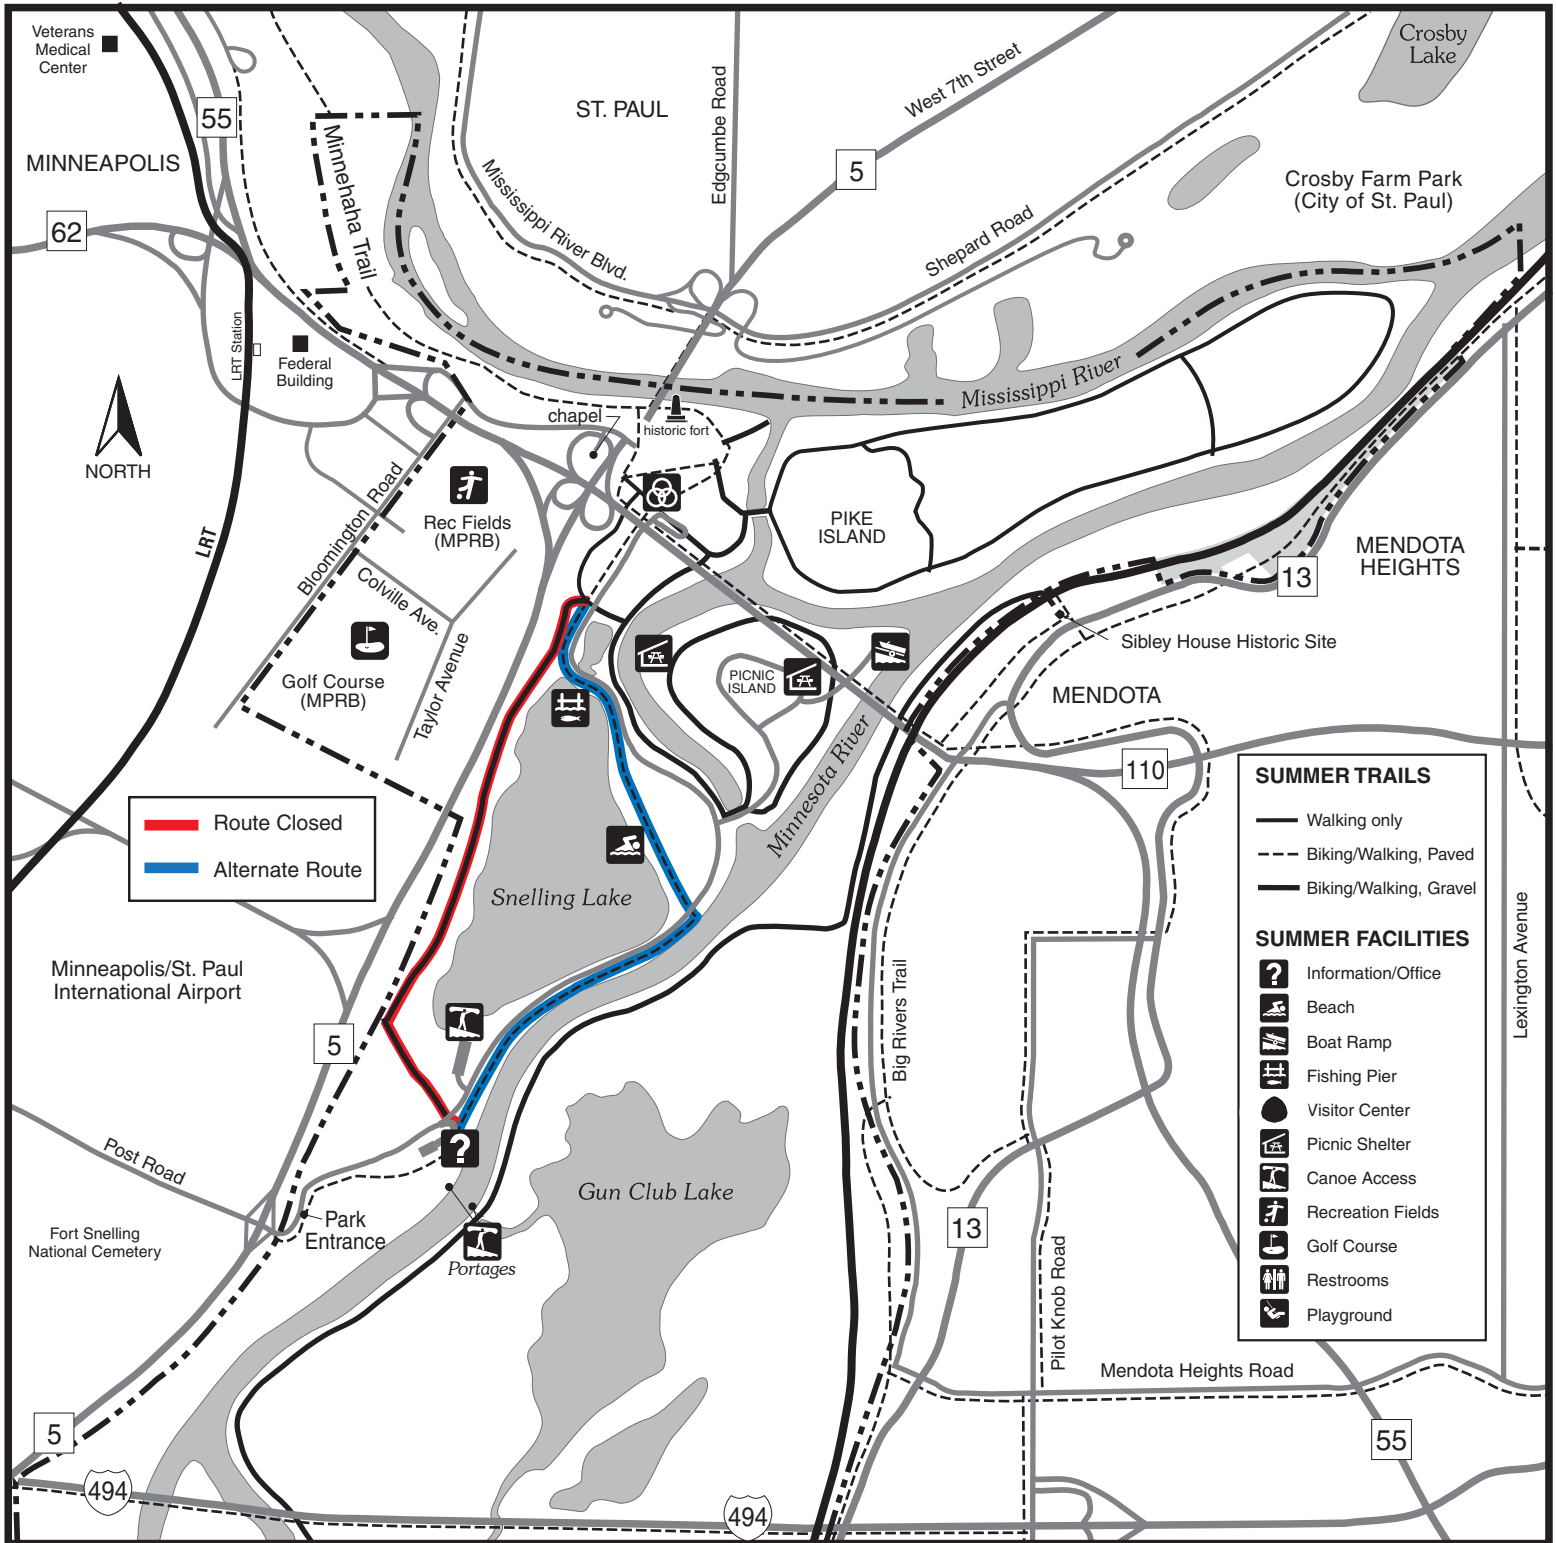 Veterans
Medical
Center
55
MINNEAPOLIS
62
Minnehaha Trail
ST. PAUL
Mississippi River Blvd.
Edgcumbe Road
West 7th Street
5
Shepard Road
Crosby
Lake
Crosby Farm Park
(City of St. Paul)
LRT Station
Federal
Building
NORTH
LRT
chapel
historic fort
Mississippi River
Bloomington Road
Rec Fields
(MPRB)
Colville Ave.
Taylor Avenue
Golf Course
(MPRB)
PIKE
ISLAND
PICNIC
ISLAND
MENDOTA
HEIGHTS
13
Sibley House Historic Site
MENDOTA
110
Minnesota River
Route Closed
Alternate Route
Snelling Lake
Minneapolis/St. Paul
International Airport
5
Post Road
Fort Snelling
National Cemetery
Park
Entrance
?
Portages
Gun Club Lake
Big Rivers Trail
13
Pilot Knob Road
Mendota Heights Road
Lexington Avenue
55
5
494
494
SUMMER TRAILS
Walking only
Biking/Walking, Paved
Biking/Walking, Gravel
SUMMER FACILITIES
? Information/Office
Beach
Boat Ramp
Fishing Pier
Visitor Center
Picnic Shelter
Canoe Access
Recreation Fields
Golf Course
Restrooms
Playground